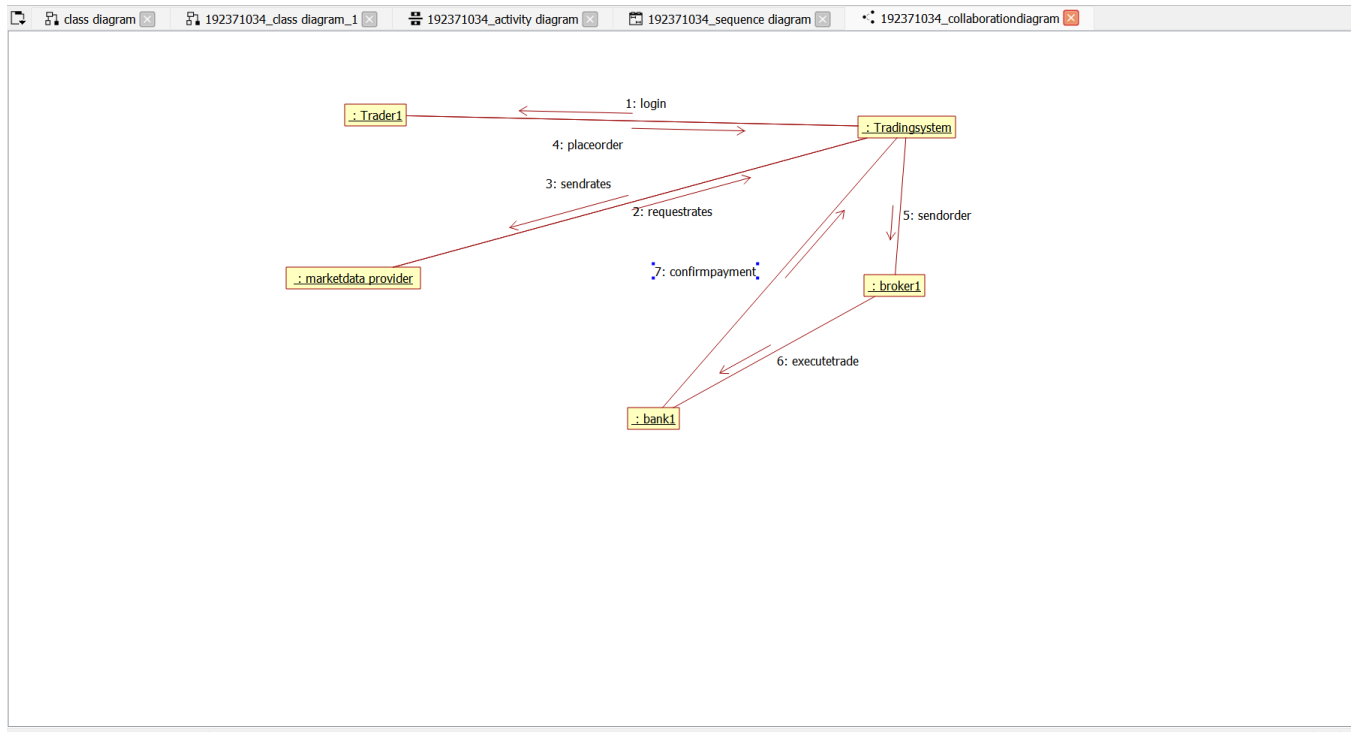 class diagram
192371034_class diagram_1
192371034_activity diagram
192371034_sequence diagram
192371034_collaborationdiagram
1: login
: Trader1
: Tradingsystem
4: placeorder
3: sendrates
2: requestrates
5: sendorder
7: confirmpayment
: marketdata provider
: broker1
6: executetrade
: bank1